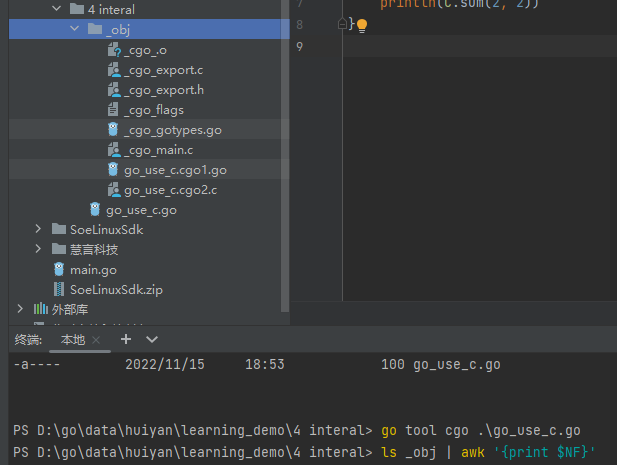 4 interal
_obj
_cgo_.o
_cgo_export.c
_cgo_export.h
_cgo_flags
_cgo_gotypes.go
_cgo_main.c
go_use_c.cgo1.go
go_use_c.cgo2.c
go_use_c.go
SoeLinuxSdk
慧言科技
main.go
SoeLinuxSdk.zip
外部库
7 println(C.sum(2, 2))
8 }
9
终端: 本地 × +
-a---- 2022/11/15 18:53 100 go_use_c.go
PS D:\go\data\huiyan\learning_demo\4 interal> go tool cgo .\go_use_c.go
PS D:\go\data\huiyan\learning_demo\4 interal> ls _obj | awk '{print $NF}'